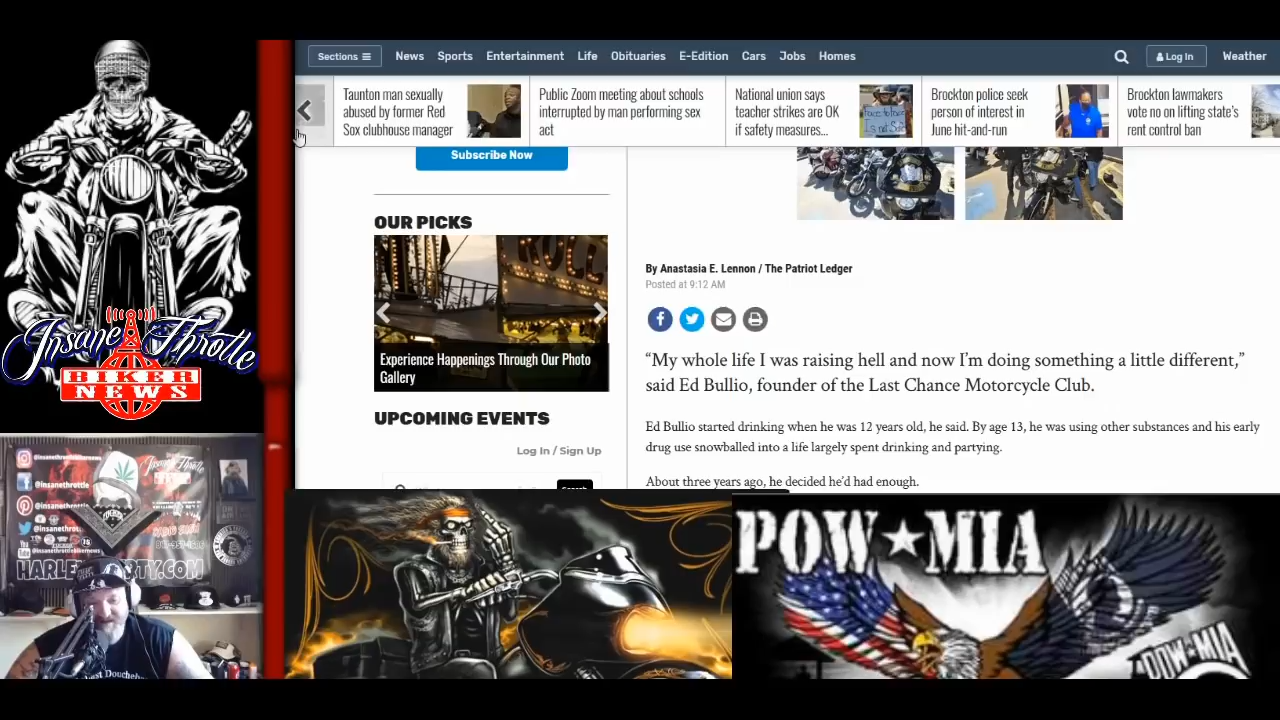 Sections
News
Sports
Entertainment
Life
Obituaries
E-Edition
Cars
Jobs
Homes
Log In
Weather
Taunton man sexually
abused by former Red
Sox clubhouse manager
Public Zoom meeting about schools
interrupted by man performing sex
act
National union says
teacher strikes are OK
if safety measures...
Brockton police seek
person of interest in
June hit-and-run
Brockton lawmakers
vote no on lifting state's
rent control ban
Subscribe Now
OUR PICKS
Experience Happenings Through Our Photo
Gallery
UPCOMING EVENTS
Log In / Sign Up
By Anastasia E. Lennon / The Patriot Ledger
Posted at 9:12 AM
“My whole life I was raising hell and now I’m doing something a little different,”
said Ed Bullio, founder of the Last Chance Motorcycle Club.
Ed Bullio started drinking when he was 12 years old, he said. By age 13, he was using other substances and his early
drug use snowballed into a life largely spent drinking and partying.
About three years ago, he decided he’d had enough.
Insane Throttle
BIKER
NEWS
@insanethrottlebikernews
POW★MIA
POW★MIA